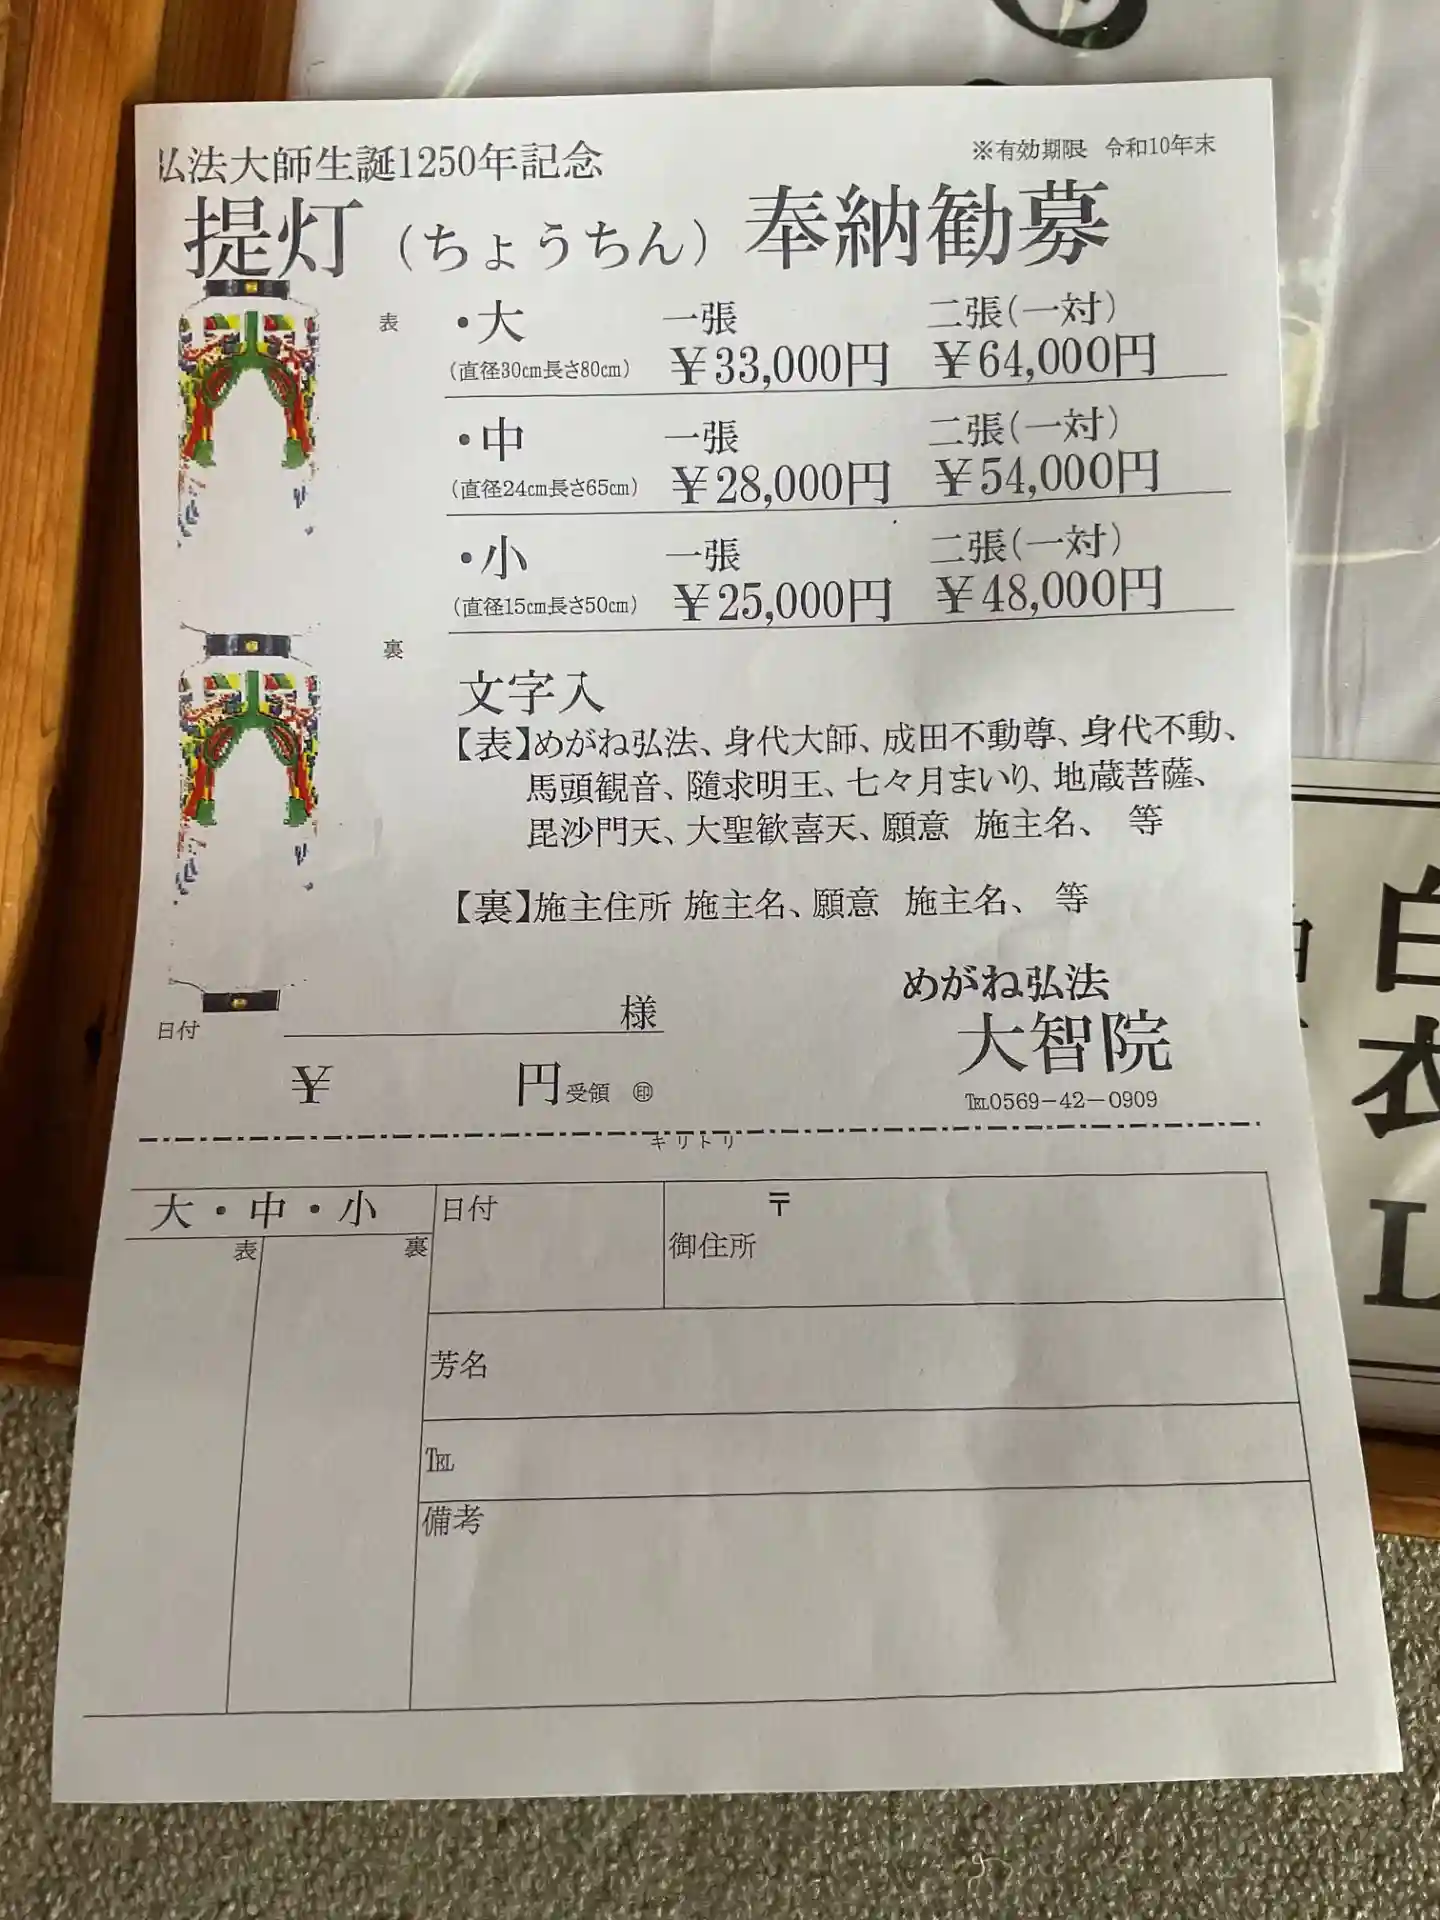 弘法大師生誕1250年記念
※有効期限 令和10年末
提灯（ちょうちん）奉納勧募
表
・大 一張 二張(一対)
(直径30㎝長さ80㎝) ￥33,000円 ￥64,000円
・中 一張 二張(一対)
(直径24㎝長さ65㎝) ￥28,000円 ￥54,000円
・小 一張 二張(一対)
(直径15㎝長さ50㎝) ￥25,000円 ￥48,000円
裏
文字入
【表】めがね弘法、身代大師、成田不動尊、身代不動、
馬頭観音、隨求明王、七々月まいり、地蔵菩薩、
毘沙門天、大聖歓喜天、願意 施主名、 等
【裏】施主住所 施主名、願意 施主名、 等
めがね弘法
大智院
℡0569-42-0909
日付 様
￥ 円受領 ㊞
キリトリ
大・中・小
表 裏
日付
〒
御住所
芳名
℡
備考
白
衣
L